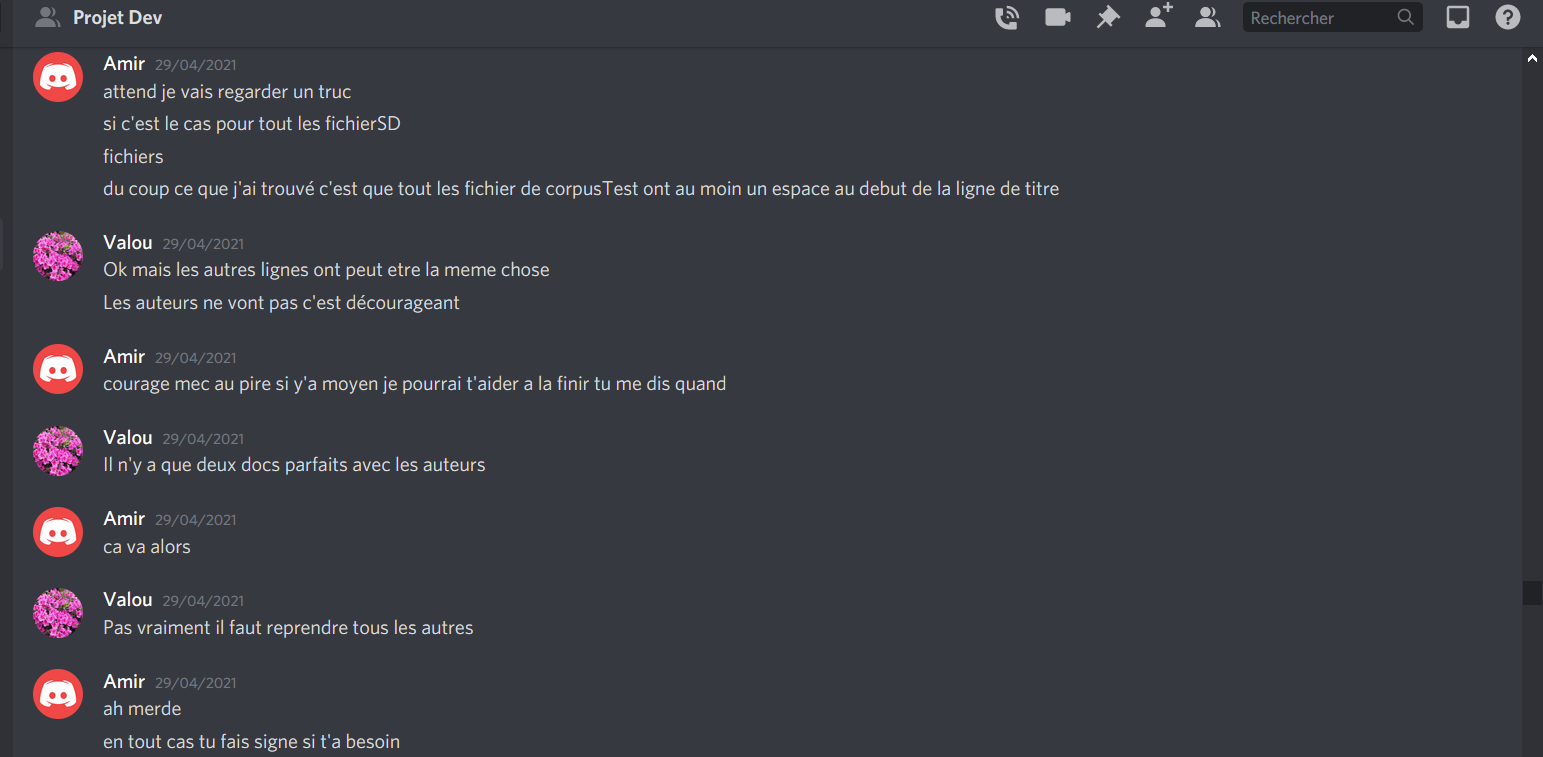 Projet Dev
Rechercher
Amir 29/04/2021
attend je vais regarder un truc
si c'est le cas pour tout les fichierSD
fichiers
du coup ce que j'ai trouvé c'est que tout les fichier de corpusTest ont au moin un espace au debut de la ligne de titre
Valou 29/04/2021
Ok mais les autres lignes ont peut etre la meme chose
Les auteurs ne vont pas c'est décourageant
Amir 29/04/2021
courage mec au pire si y'a moyen je pourrai t'aider a la finir tu me dis quand
Valou 29/04/2021
Il n'y a que deux docs parfaits avec les auteurs
Amir 29/04/2021
ca va alors
Valou 29/04/2021
Pas vraiment il faut reprendre tous les autres
Amir 29/04/2021
ah merde
en tout cas tu fais signe si t'a besoin